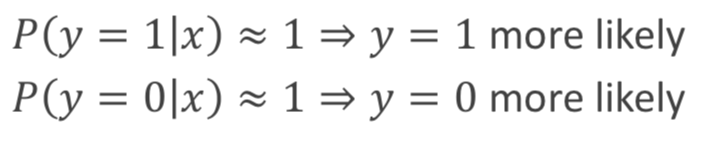 P(y = 1|x) ≈ 1 ⇒ y = 1 more likely
P(y = 0|x) ≈ 1 ⇒ y = 0 more likely